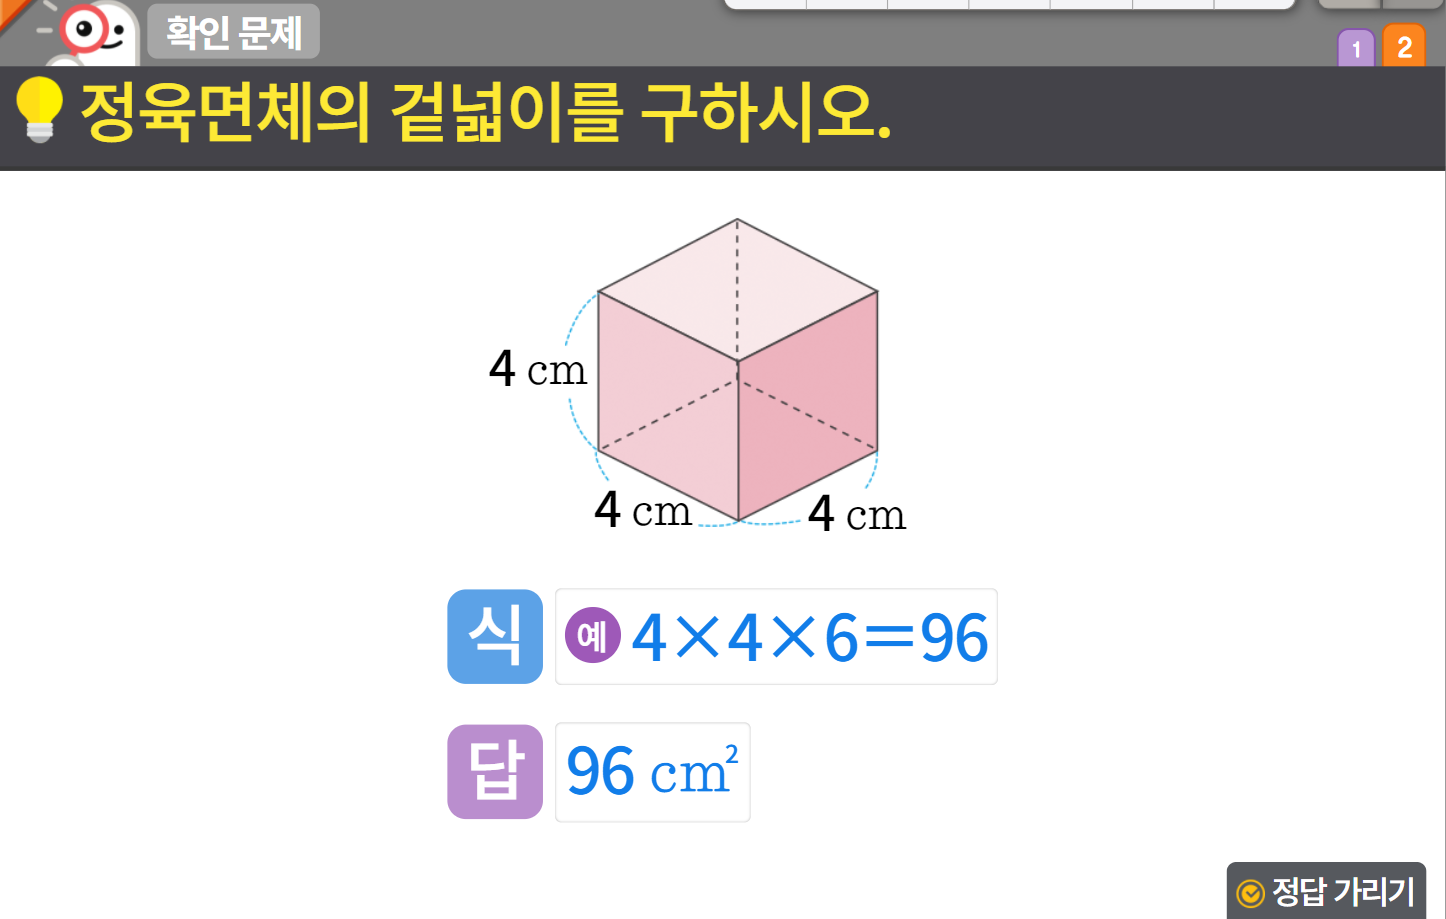 확인 문제
1 2
정육면체의 겉넓이를 구하시오.
4 cm
4 cm 4 cm
식 예 4×4×6=96
답 96 cm²
정답 가리기